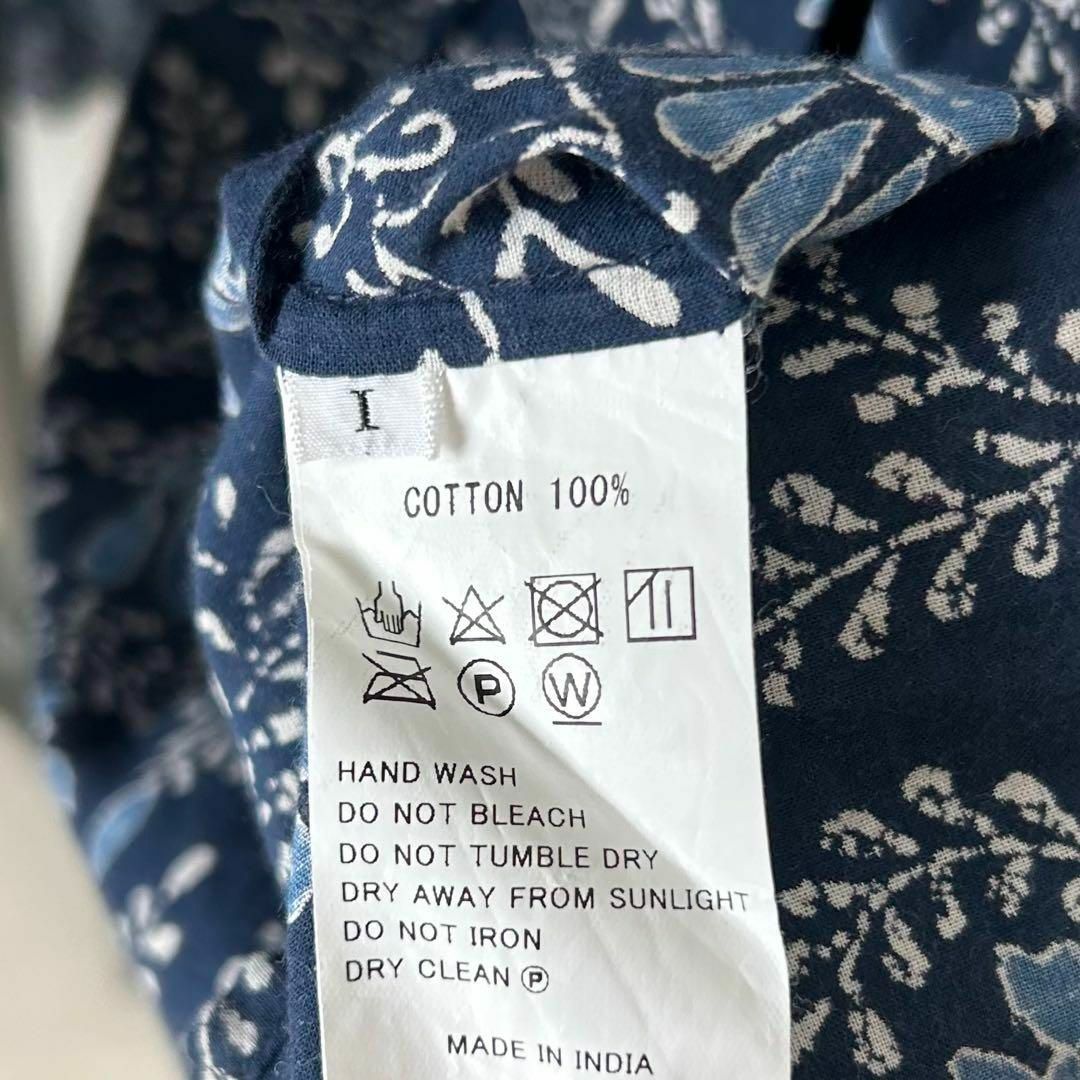 I
COTTON 100%
P W
HAND WASH
DO NOT BLEACH
DO NOT TUMBLE DRY
DRY AWAY FROM SUNLIGHT
DO NOT IRON
DRY CLEAN Ⓟ
MADE IN INDIA